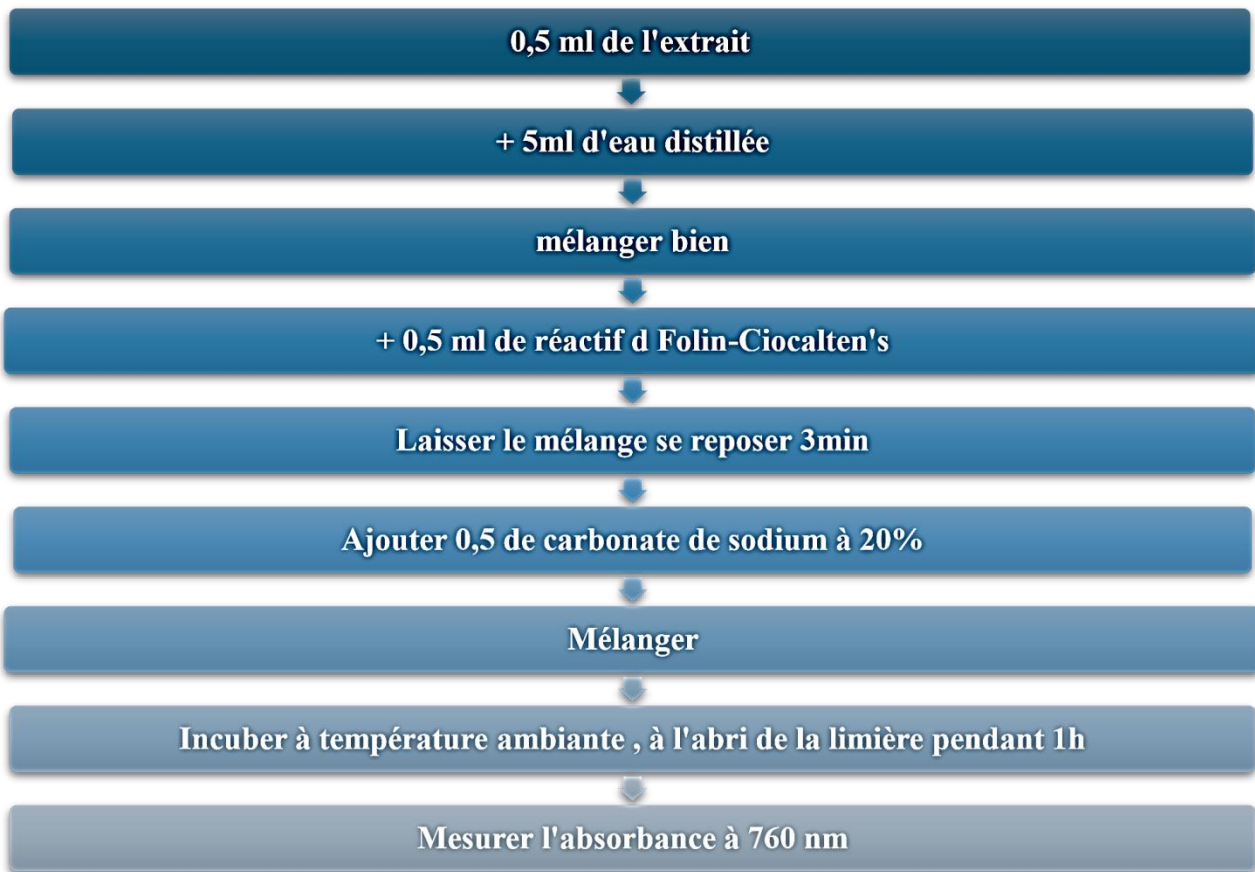 0,5 ml de l'extrait
+ 5ml d'eau distillée
mélanger bien
+ 0,5 ml de réactif d Folin-Ciocalten's
Laisser le mélange se reposer 3min
Ajouter 0,5 de carbonate de sodium à 20%
Mélanger
Incuber à température ambiante , à l'abri de la limière pendant 1h
Mesurer l'absorbance à 760 nm